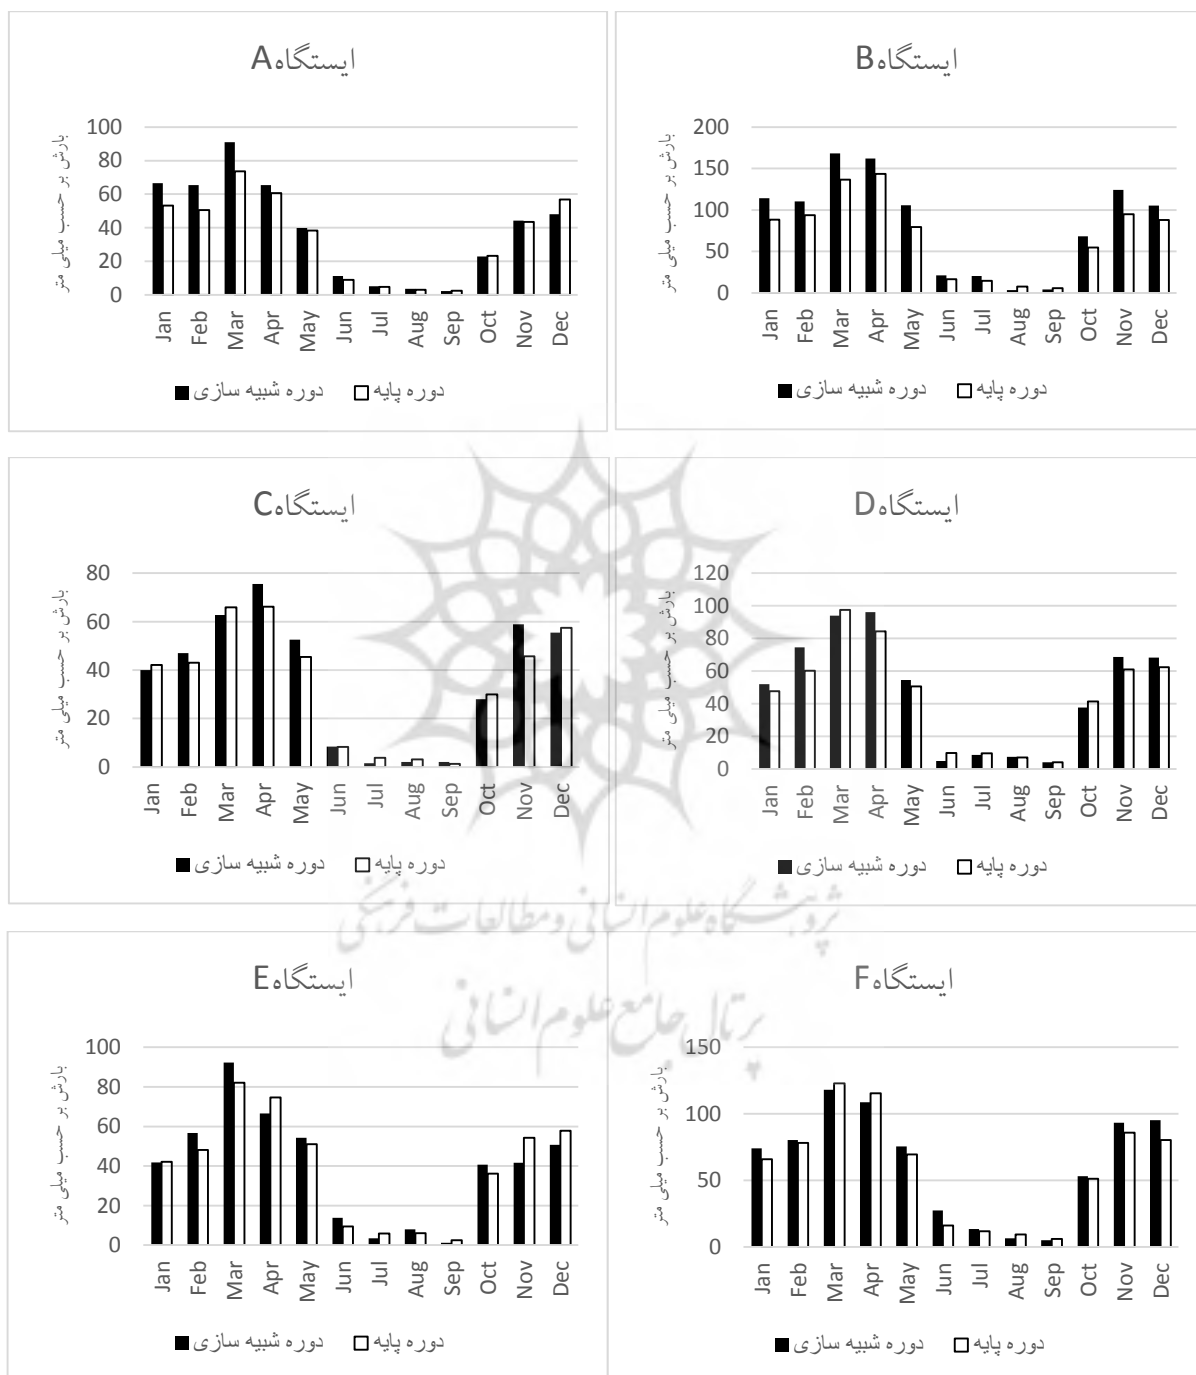 ایستگاه A
بارش بر حسب میلی متر
100
80
60
40
20
0
Jan Feb Mar Apr May Jun Jul Aug Sep Oct Nov Dec
دوره شبیه سازی دوره پایه
ایستگاه B
بارش بر حسب میلی متر
200
150
100
50
0
Jan Feb Mar Apr May Jun Jul Aug Sep Oct Nov Dec
دوره شبیه سازی دوره پایه
ایستگاه C
بارش بر حسب میلی متر
80
60
40
20
0
Jan Feb Mar Apr May Jun Jul Aug Sep Oct Nov Dec
دوره شبیه سازی دوره پایه
ایستگاه D
بارش بر حسب میلی متر
120
100
80
60
40
20
0
Jan Feb Mar Apr May Jun Jul Aug Sep Oct Nov Dec
دوره شبیه سازی دوره پایه
پژوهشگاه علوم انسانی و مطالعات فرهنگی
پرتال جامع علوم انسانی
ایستگاه E
بارش بر حسب میلی متر
100
80
60
40
20
0
Jan Feb Mar Apr May Jun Jul Aug Sep Oct Nov Dec
دوره شبیه سازی دوره پایه
ایستگاه F
بارش بر حسب میلی متر
150
100
50
0
Jan Feb Mar Apr May Jun Jul Aug Sep Oct Nov Dec
دوره شبیه سازی دوره پایه